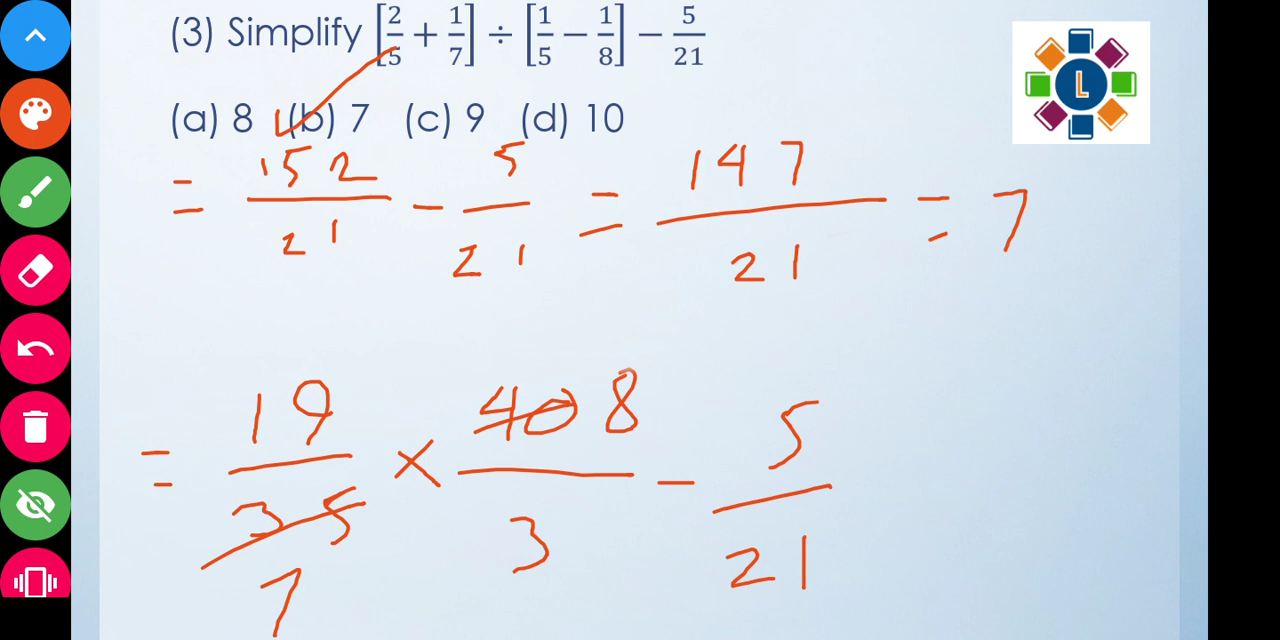 (3) Simplify [2/5 + 1/7] ÷ [1/5 − 1/8] − 5/21
(a) 8 (b) 7 (c) 9 (d) 10
= 152/21 − 5/21 = 147/21 = 7
= 19/35 7 × 40 8/3 − 5/21
L